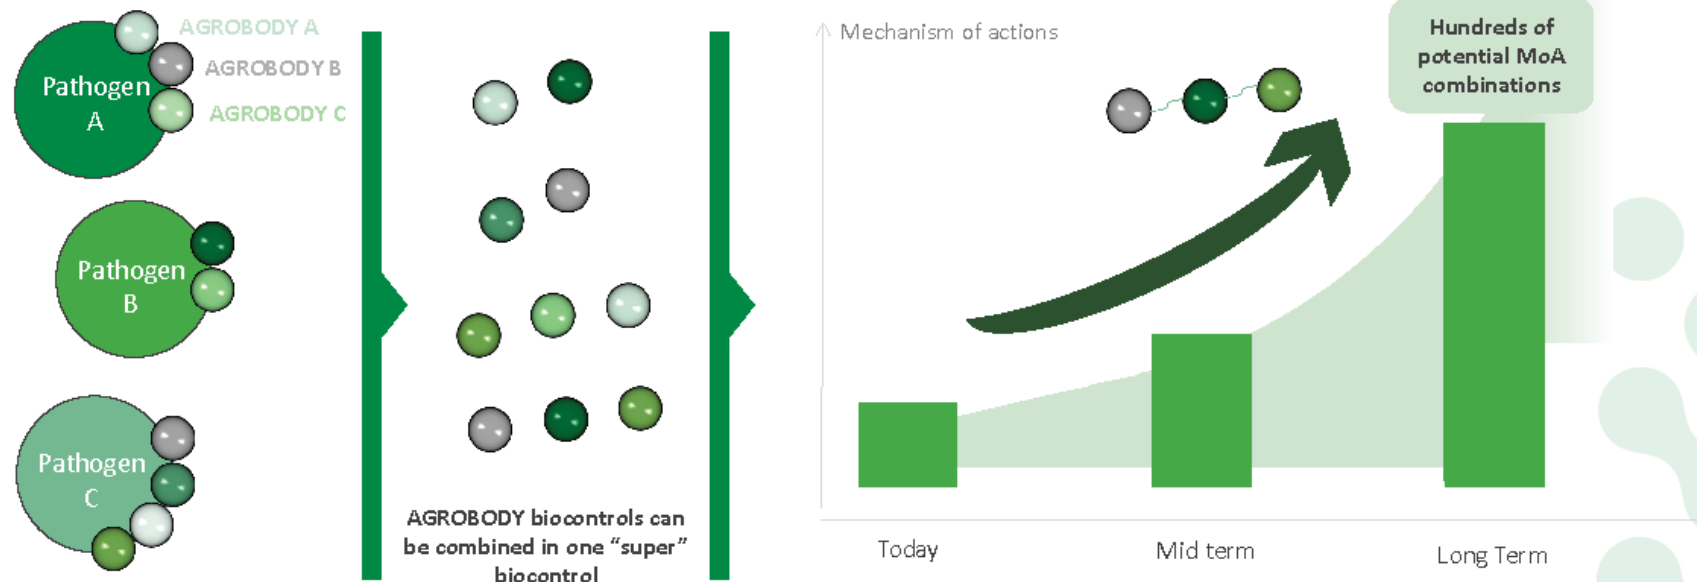 AGROBODY A
AGROBODY B
AGROBODY C
Pathogen
A
Pathogen
B
Pathogen
C
AGROBODY biocontrols can
be combined in one “super”
biocontrol
Mechanism of actions
Hundreds of
potential MoA
combinations
Today
Mid term
Long Term